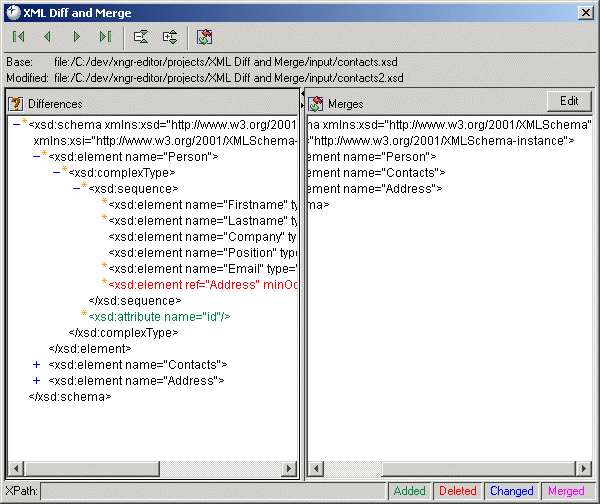 XML Diff and Merge
Base: file:/C:/dev/xngr-editor/projects/XML Diff and Merge/input/contacts.xsd
Modified: file:/C:/dev/xngr-editor/projects/XML Diff and Merge/input/contacts2.xsd
Differences
−*<xsd:schema xmlns:xsd="http://www.w3.org/2001
xmlns:xsi="http://www.w3.org/2001/XMLSchema-
−*<xsd:element name="Person">
−*<xsd:complexType>
−*<xsd:sequence>
*<xsd:element name="Firstname" ty
*<xsd:element name="Lastname" ty
<xsd:element name="Company" ty
<xsd:element name="Position" ty
*<xsd:element name="Email" type="
*<xsd:element ref="Address" minOc
</xsd:sequence>
*<xsd:attribute name="id"/>
</xsd:complexType>
</xsd:element>
+ <xsd:element name="Contacts">
+ <xsd:element name="Address">
</xsd:schema>
Merges
Edit
ma xmlns:xsd="http://www.w3.org/2001/XMLSchema"
"http://www.w3.org/2001/XMLSchema-instance">
ement name="Person">
ement name="Contacts">
ement name="Address">
ma>
XPath:
Added
Deleted
Changed
Merged